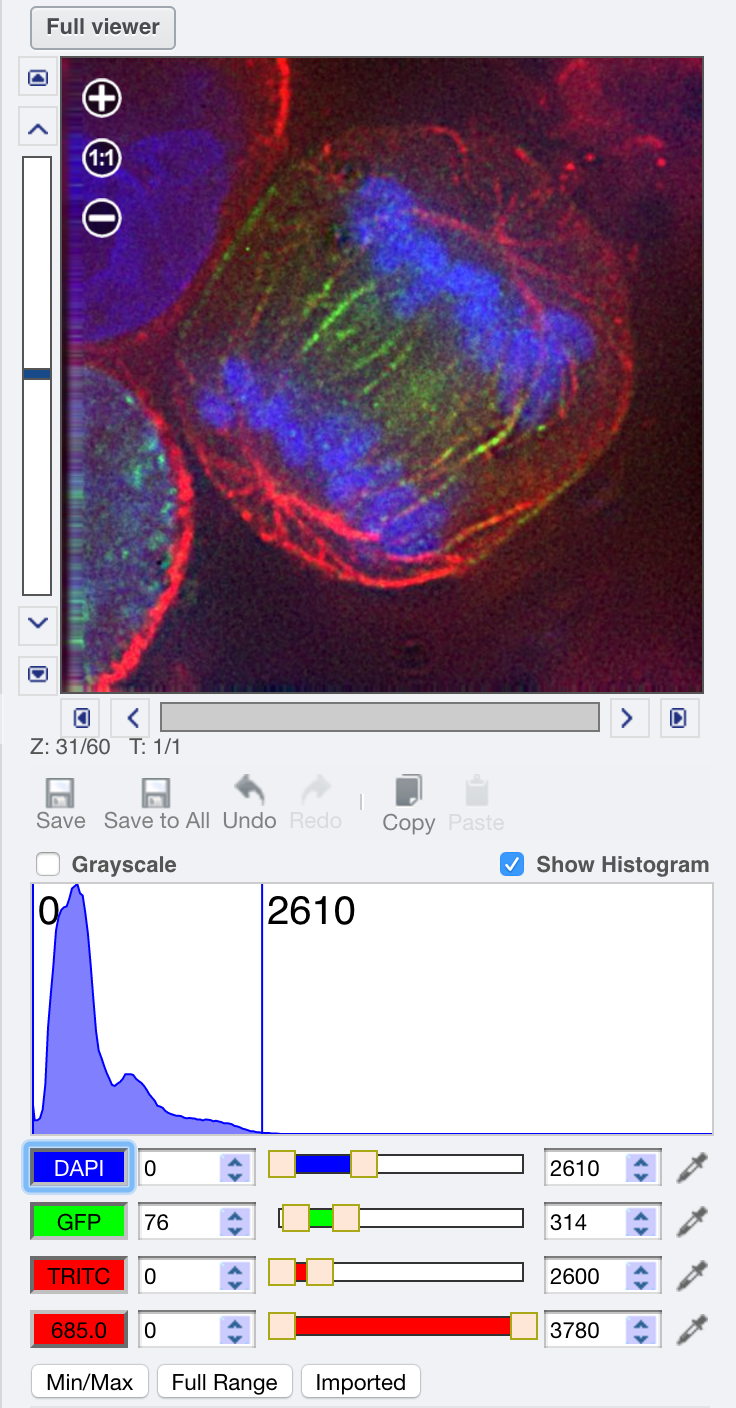 Full viewer
1:1
Z: 31/60 T: 1/1
Save Save to All Undo Redo Copy Paste
Grayscale Show Histogram
0 2610
DAPI 0 2610
GFP 76 314
TRITC 0 2600
685.0 0 3780
Min/Max Full Range Imported